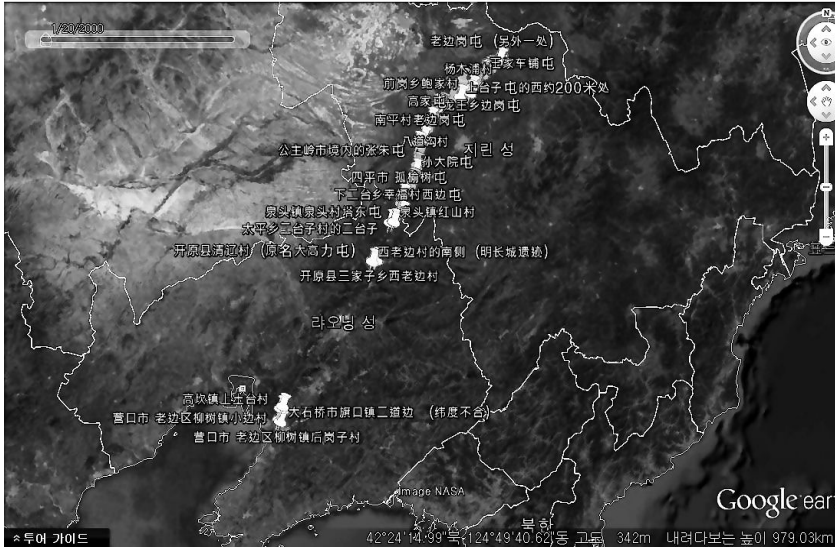 1/20/2000
老边岗屯 (另外一处)
王家车铺屯
杨木浦村
前岗乡鲍家村
上台子屯的西约200米处
高家屯
龙王乡边岗屯
南平村老边岗屯
八道沟村
公主岭市境内的张朱屯
지린 성
孙大院屯
四平市 孤榆树屯
下二台乡幸福村西边屯
泉头镇泉头村塔东屯
泉头镇红山村
太平乡二台子村的二台子
开原县清辽村 (原名大高力屯)
西老边村的南侧 (明长城遗迹)
开原县三家子乡西老边村
랴오닝 성
高坎镇上土台村
大石桥市旗口镇二道边 (纬度不合)
营口市 老边区柳树镇小边村
营口市 老边区柳树镇后岗子村
Image NASA
Google ear
북한
투어 가이드
42°24'14.99"북(124°49'40.62"동 고도 342m 내려다보는 높이 979.03km